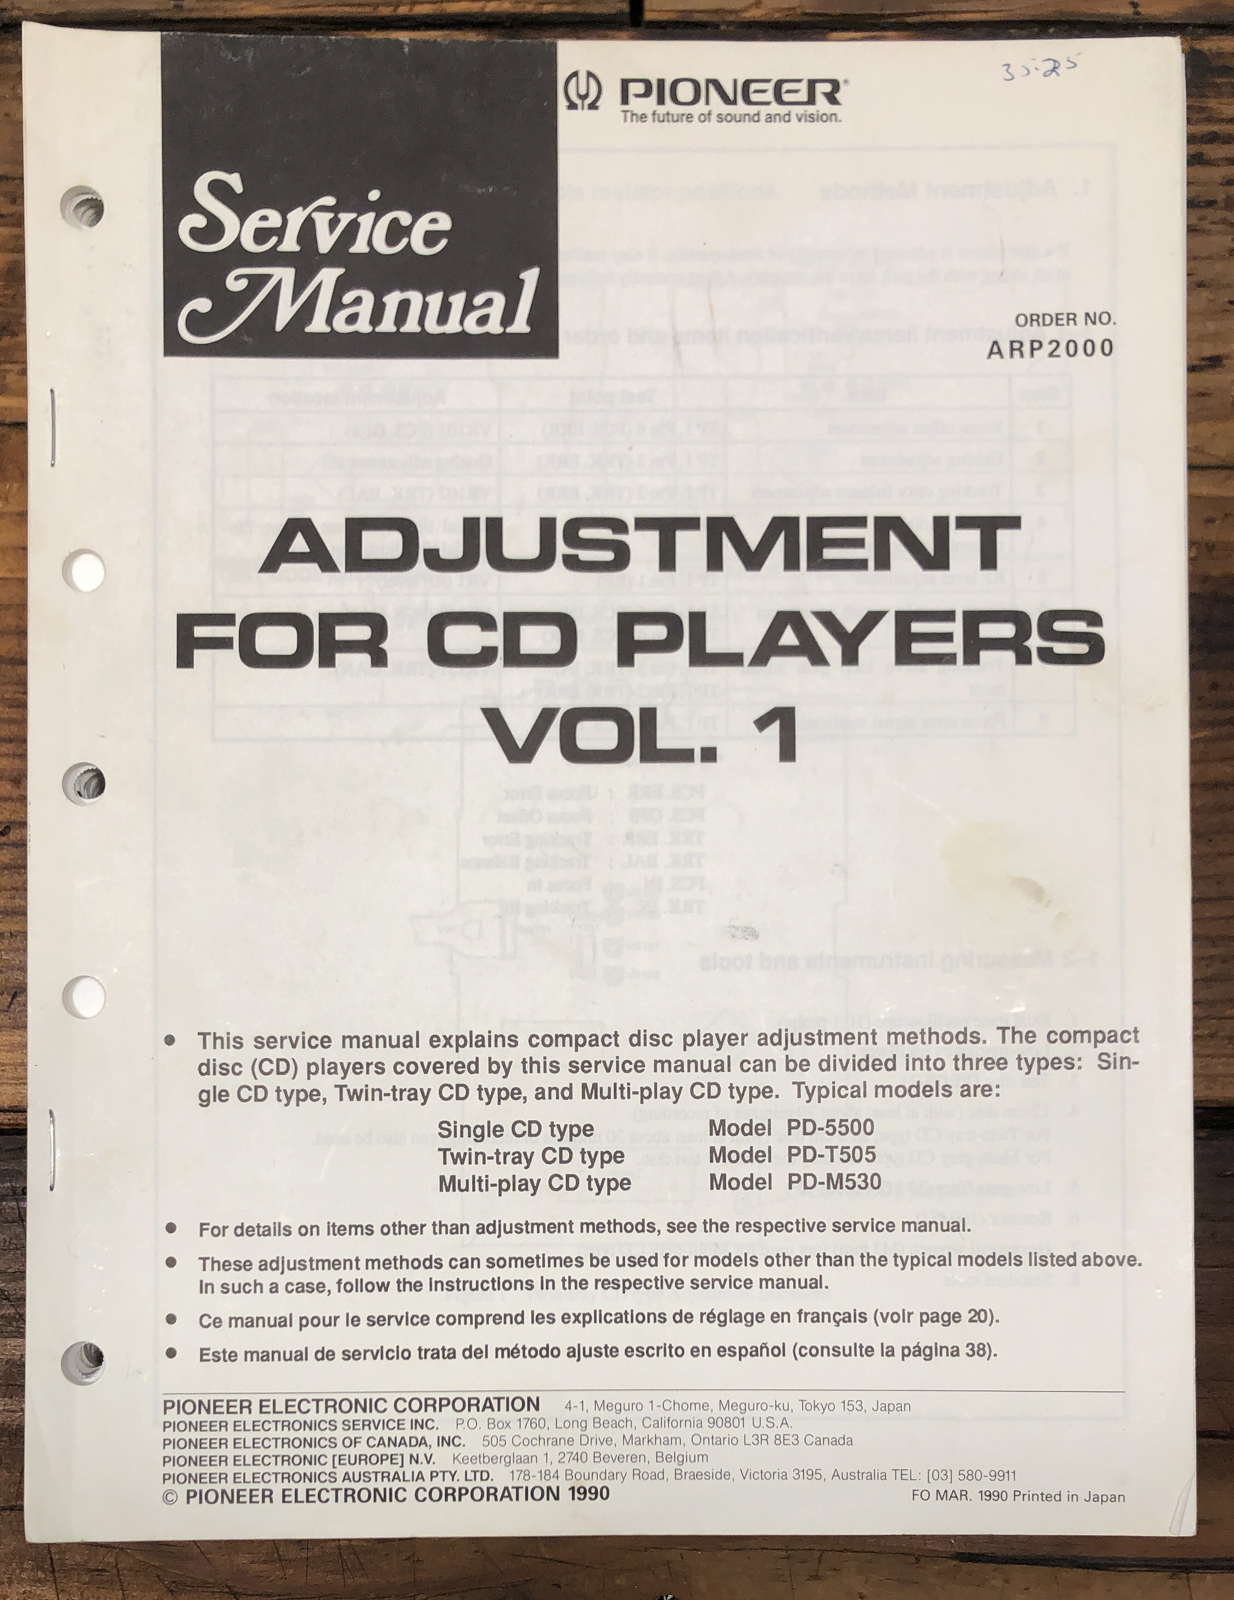 35.25
PIONEER®
The future of sound and vision.
Service
Manual
ORDER NO.
ARP2000
ADJUSTMENT
FOR CD PLAYERS
VOL. 1
• This service manual explains compact disc player adjustment methods. The compact
disc (CD) players covered by this service manual can be divided into three types: Sin-
gle CD type, Twin-tray CD type, and Multi-play CD type. Typical models are:
Single CD type Model PD-5500
Twin-tray CD type Model PD-T505
Multi-play CD type Model PD-M530
• For details on items other than adjustment methods, see the respective service manual.
• These adjustment methods can sometimes be used for models other than the typical models listed above.
In such a case, follow the instructions in the respective service manual.
• Ce manual pour le service comprend les explications de réglage en français (voir page 20).
• Este manual de servicio trata del método ajuste escrito en español (consulte la página 38).
PIONEER ELECTRONIC CORPORATION 4-1, Meguro 1-Chome, Meguro-ku, Tokyo 153, Japan
PIONEER ELECTRONICS SERVICE INC. P.O. Box 1760, Long Beach, California 90801 U.S.A.
PIONEER ELECTRONICS OF CANADA, INC. 505 Cochrane Drive, Markham, Ontario L3R 8E3 Canada
PIONEER ELECTRONIC [EUROPE] N.V. Keetberglaan 1, 2740 Beveren, Belgium
PIONEER ELECTRONICS AUSTRALIA PTY. LTD. 178-184 Boundary Road, Braeside, Victoria 3195, Australia TEL: [03] 580-9911
© PIONEER ELECTRONIC CORPORATION 1990
FO MAR. 1990 Printed in Japan